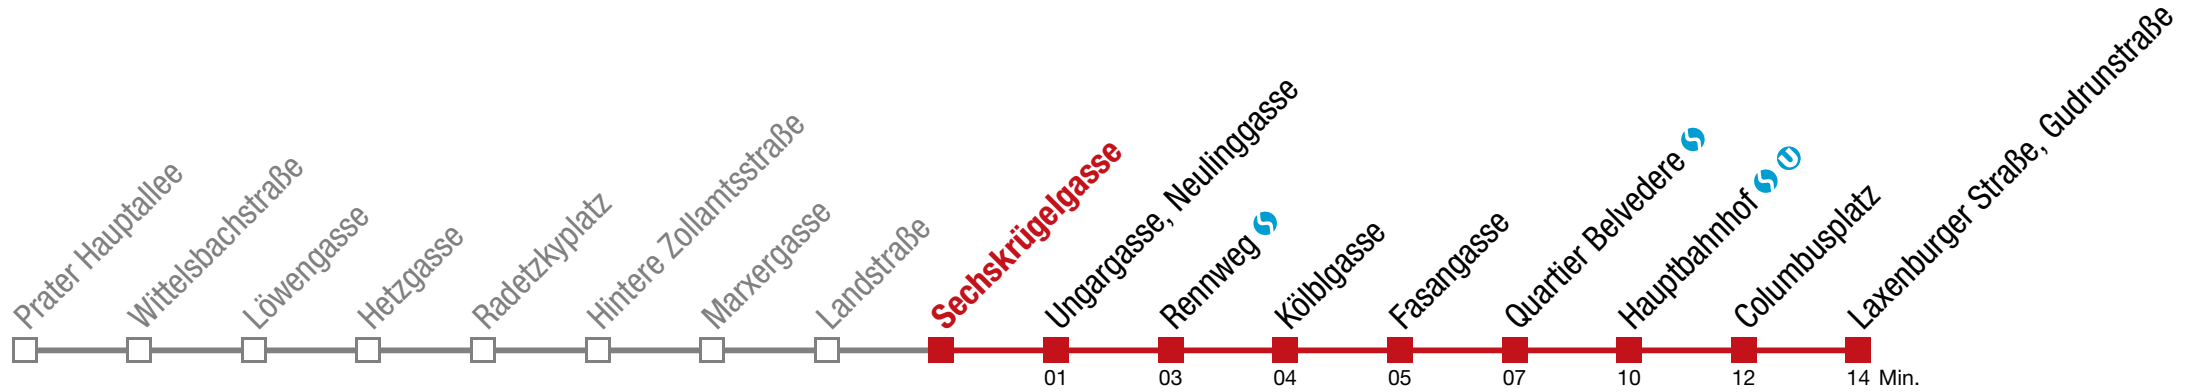 Prater Hauptallee
Wittelsbachstraße
Löwengasse
Hetzgasse
Radetzkyplatz
Hintere Zollamtsstraße
Marxergasse
Landstraße
Sechskrügelgasse
Ungargasse, Neulinggasse
Rennweg S
Kölblgasse
Fasangasse
Quartier Belvedere S
Hauptbahnhof S U
Columbusplatz
Laxenburger Straße, Gudrunstraße
01 03 04 05 07 10 12 14 Min.